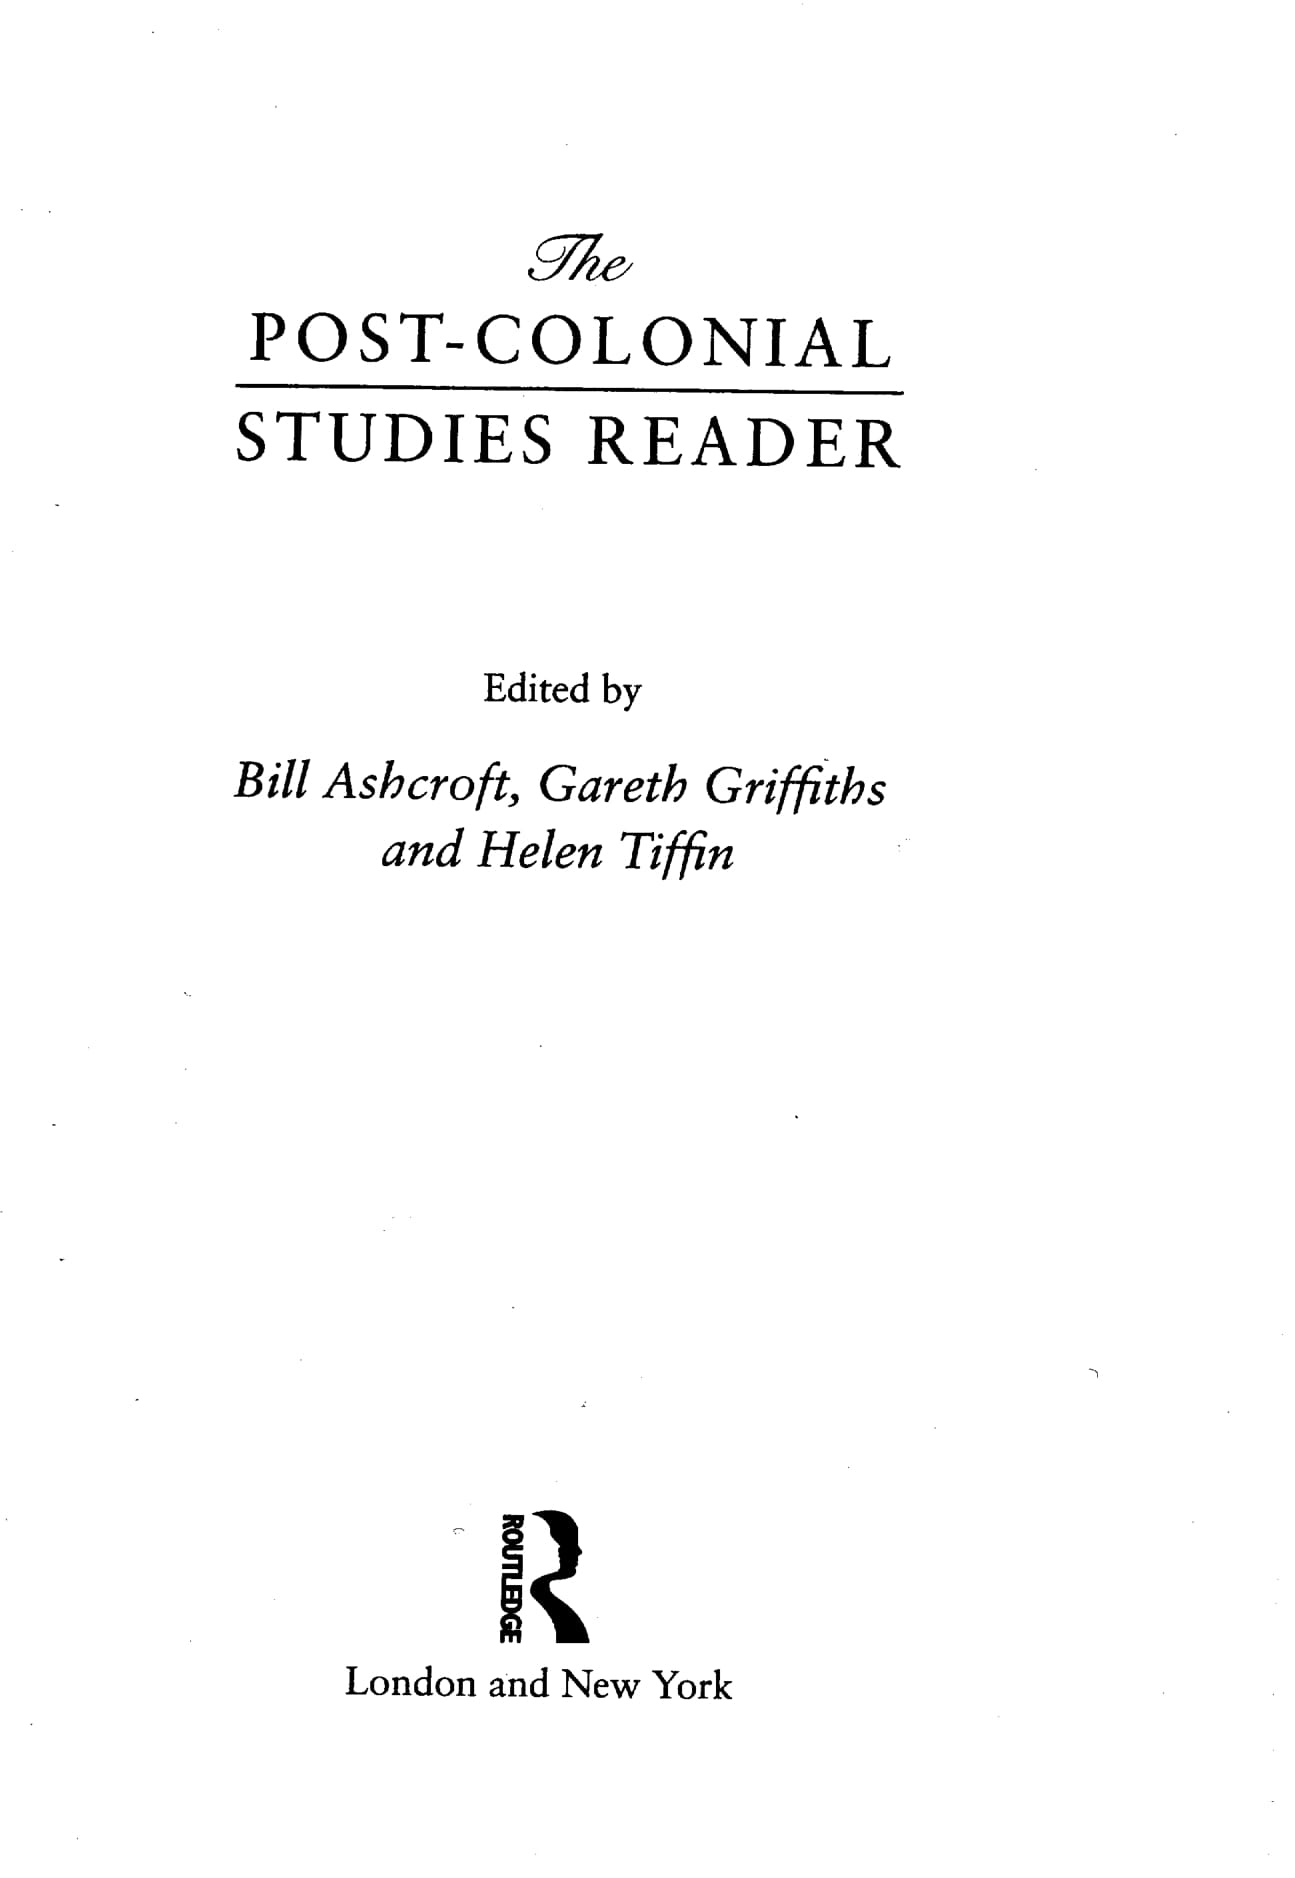 The
POST-COLONIAL
STUDIES READER
Edited by
Bill Ashcroft, Gareth Griffiths
and Helen Tiffin
ROUTLEDGE
London and New York